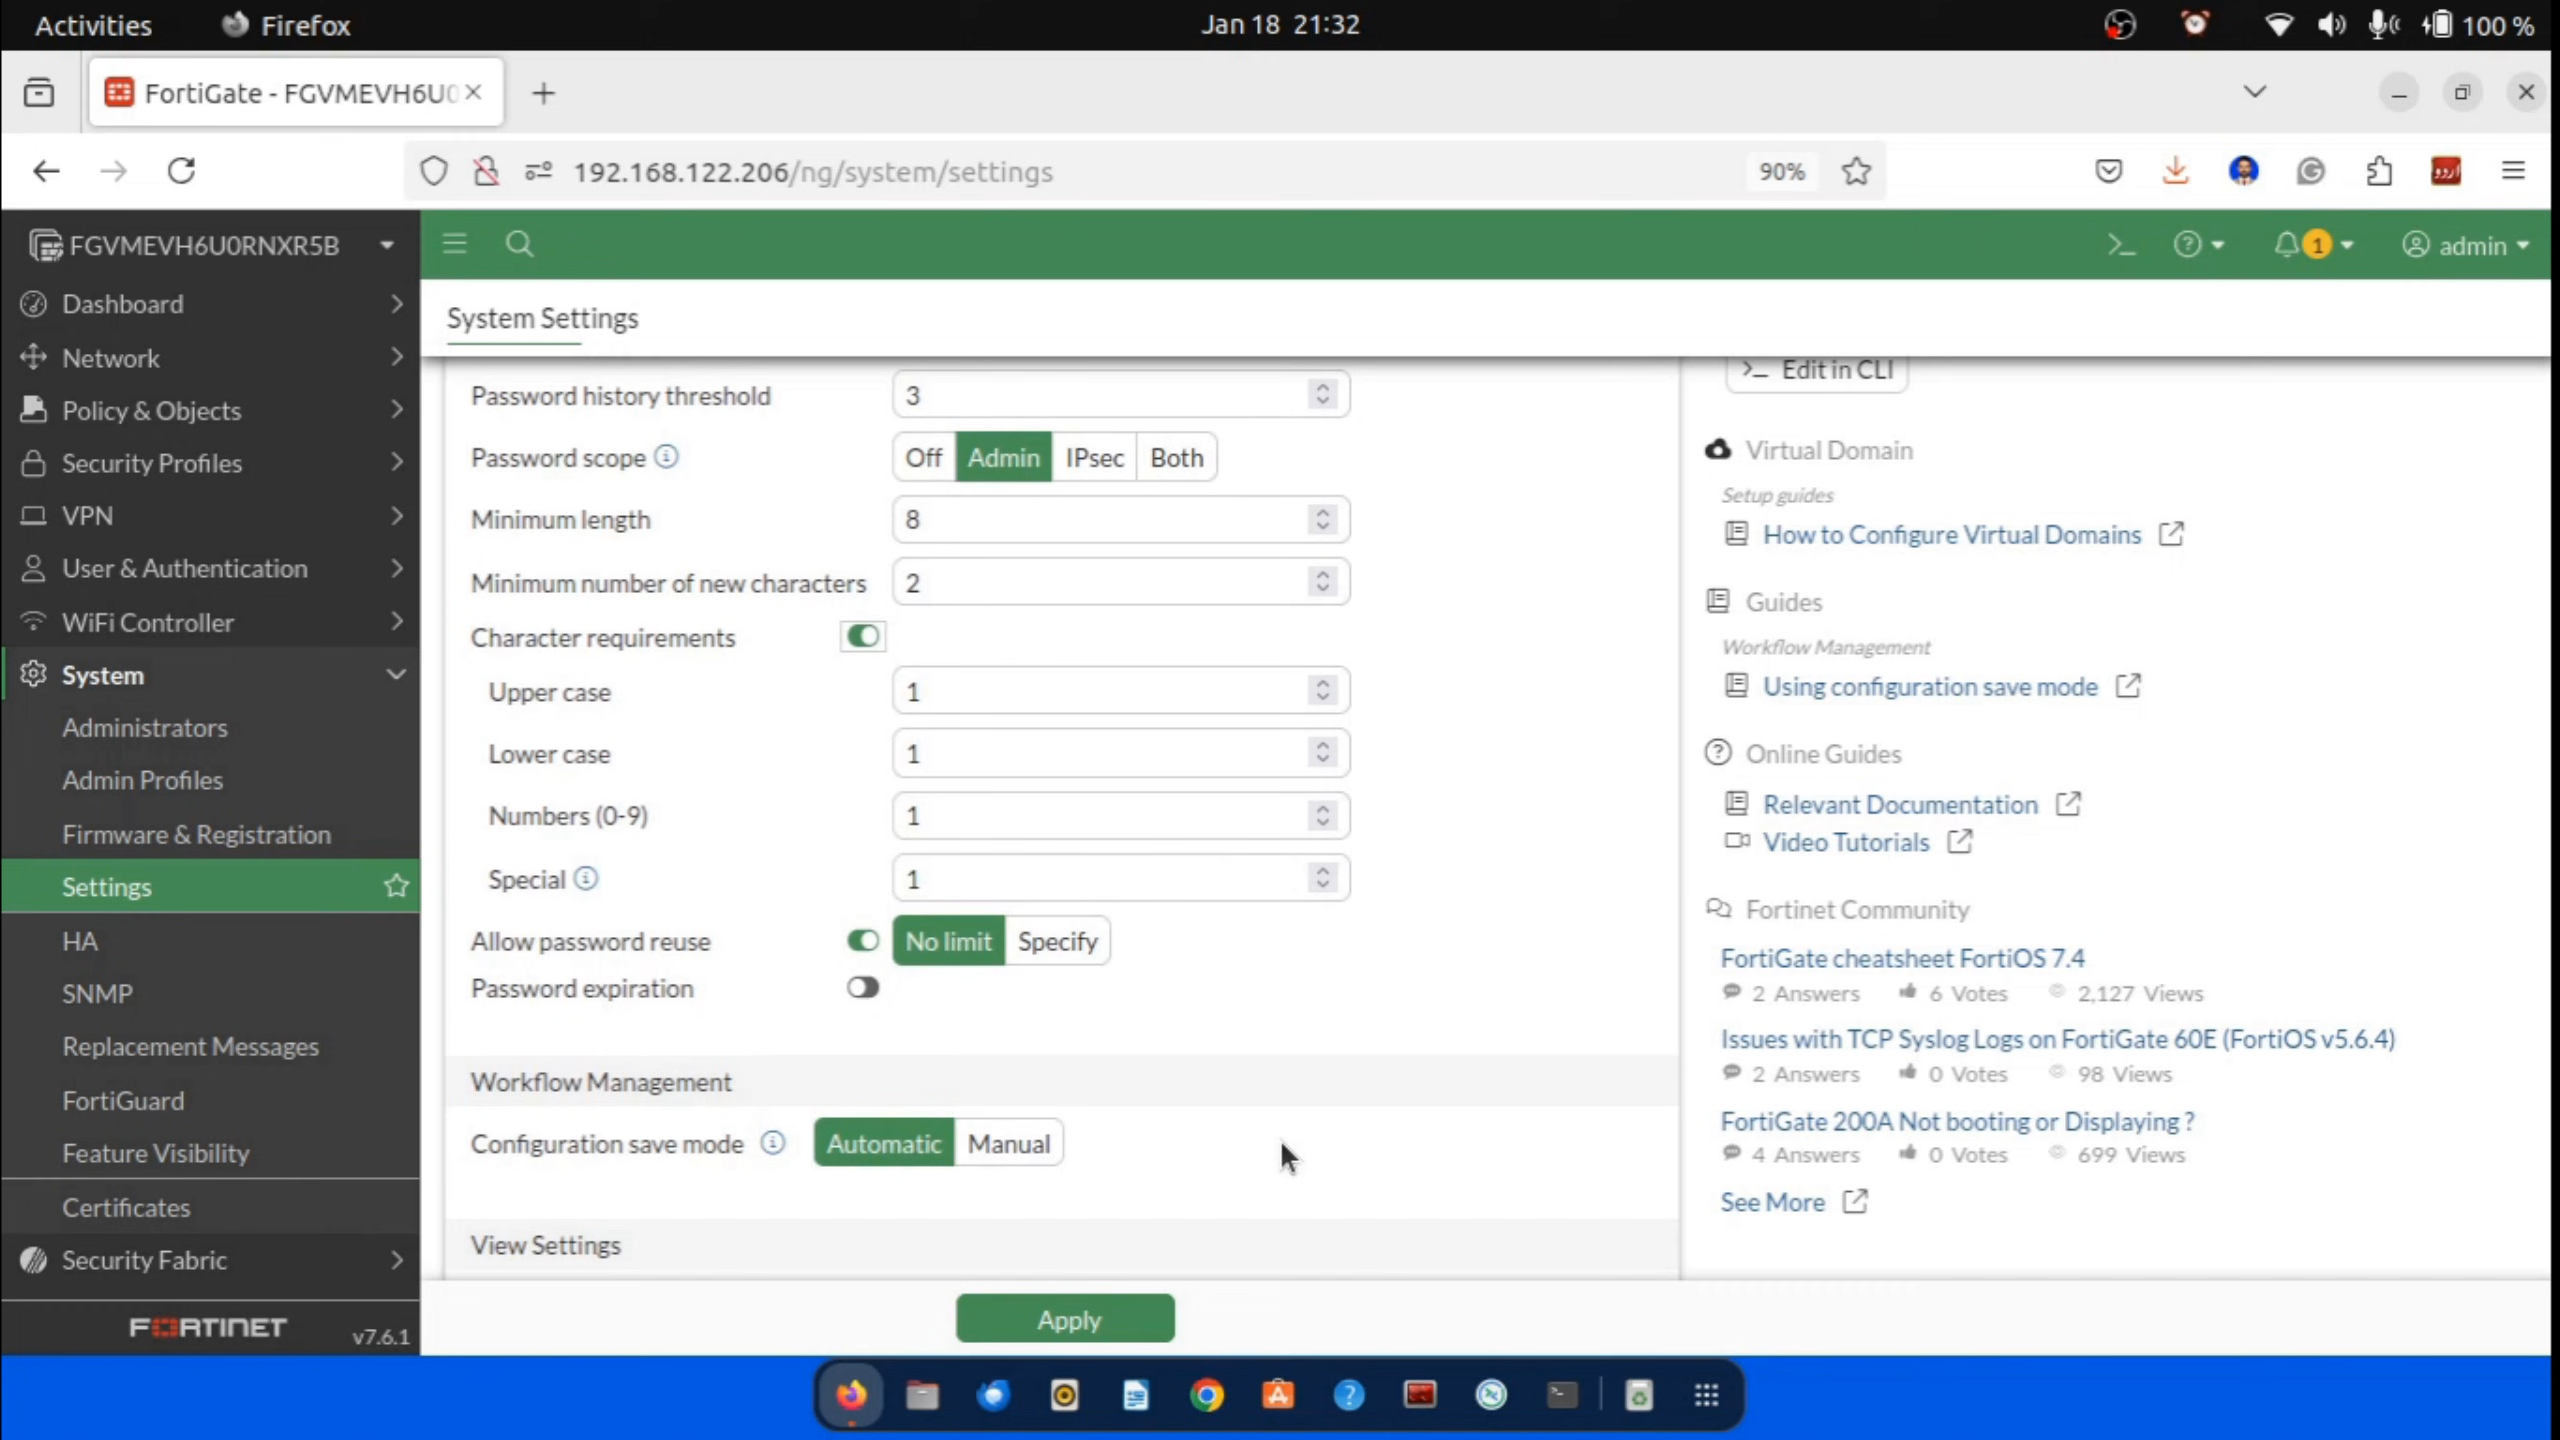 Activities Firefox Jan 18 21:32 100 %
FortiGate - FGVMEVH6U0
192.168.122.206/ng/system/settings 90%
FGVMEVH6U0RNXR5B 1 admin
Dashboard
Network
Policy & Objects
Security Profiles
VPN
User & Authentication
WiFi Controller
System
Administrators
Admin Profiles
Firmware & Registration
Settings
HA
SNMP
Replacement Messages
FortiGuard
Feature Visibility
Certificates
Security Fabric
FORTINET v7.6.1
System Settings
Password history threshold 3
Password scope Off Admin IPsec Both
Minimum length 8
Minimum number of new characters 2
Character requirements
Upper case 1
Lower case 1
Numbers (0-9) 1
Special 1
Allow password reuse No limit Specify
Password expiration
Workflow Management
Configuration save mode Automatic Manual
View Settings
Apply
>_ Edit in CLI
Virtual Domain
Setup guides
How to Configure Virtual Domains
Guides
Workflow Management
Using configuration save mode
Online Guides
Relevant Documentation
Video Tutorials
Fortinet Community
FortiGate cheatsheet FortiOS 7.4
2 Answers 6 Votes 2,127 Views
Issues with TCP Syslog Logs on FortiGate 60E (FortiOS v5.6.4)
2 Answers 0 Votes 98 Views
FortiGate 200A Not booting or Displaying ?
4 Answers 0 Votes 699 Views
See More